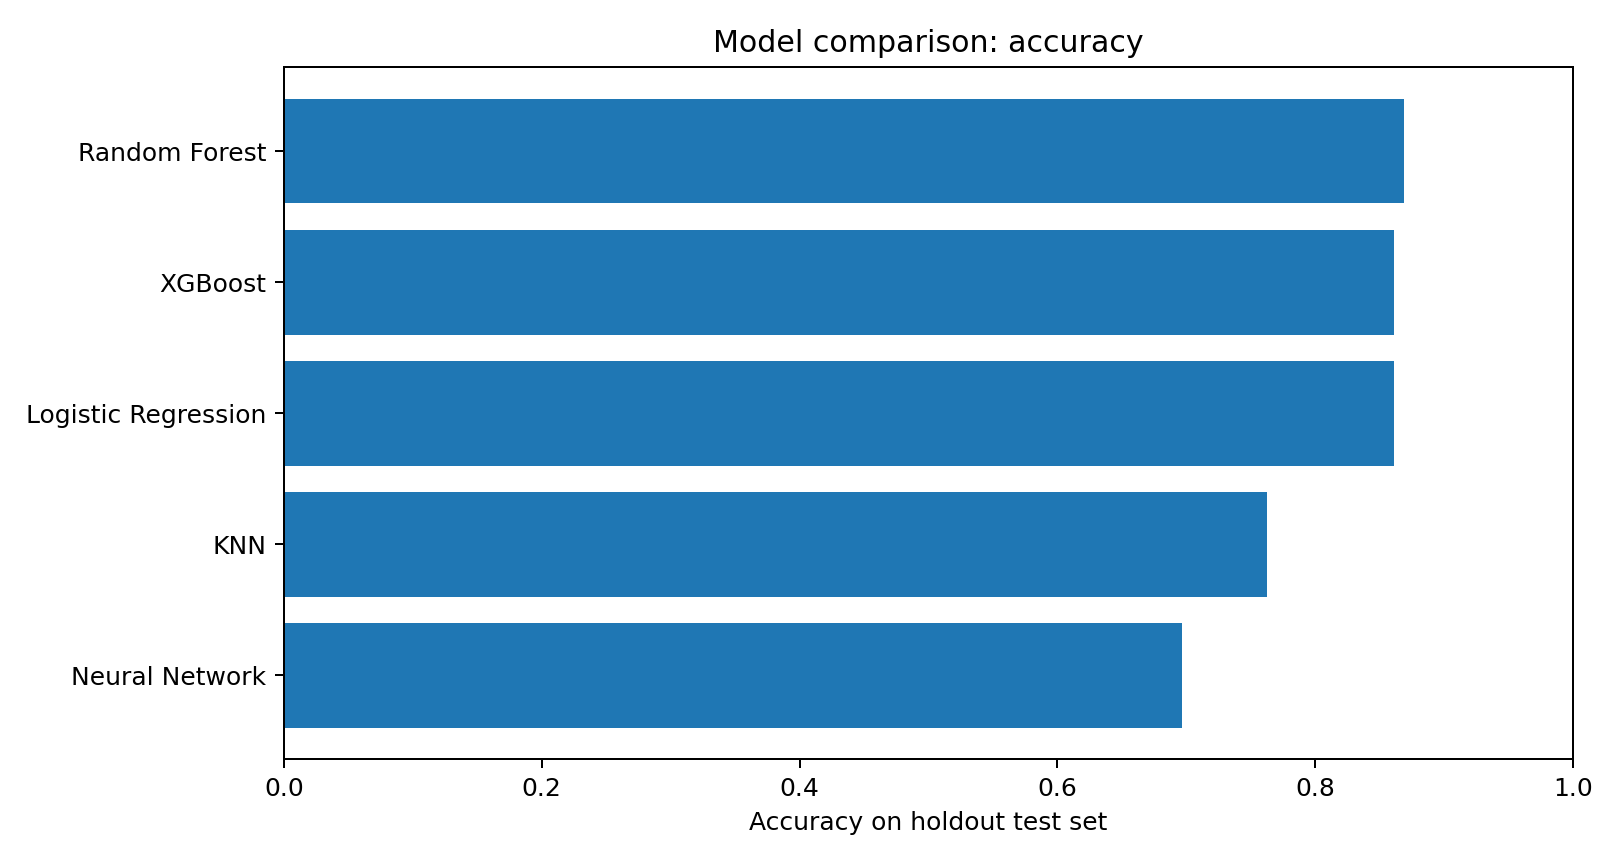 Model comparison: accuracy
Random Forest
XGBoost
Logistic Regression
KNN
Neural Network
0.0 0.2 0.4 0.6 0.8 1.0
Accuracy on holdout test set